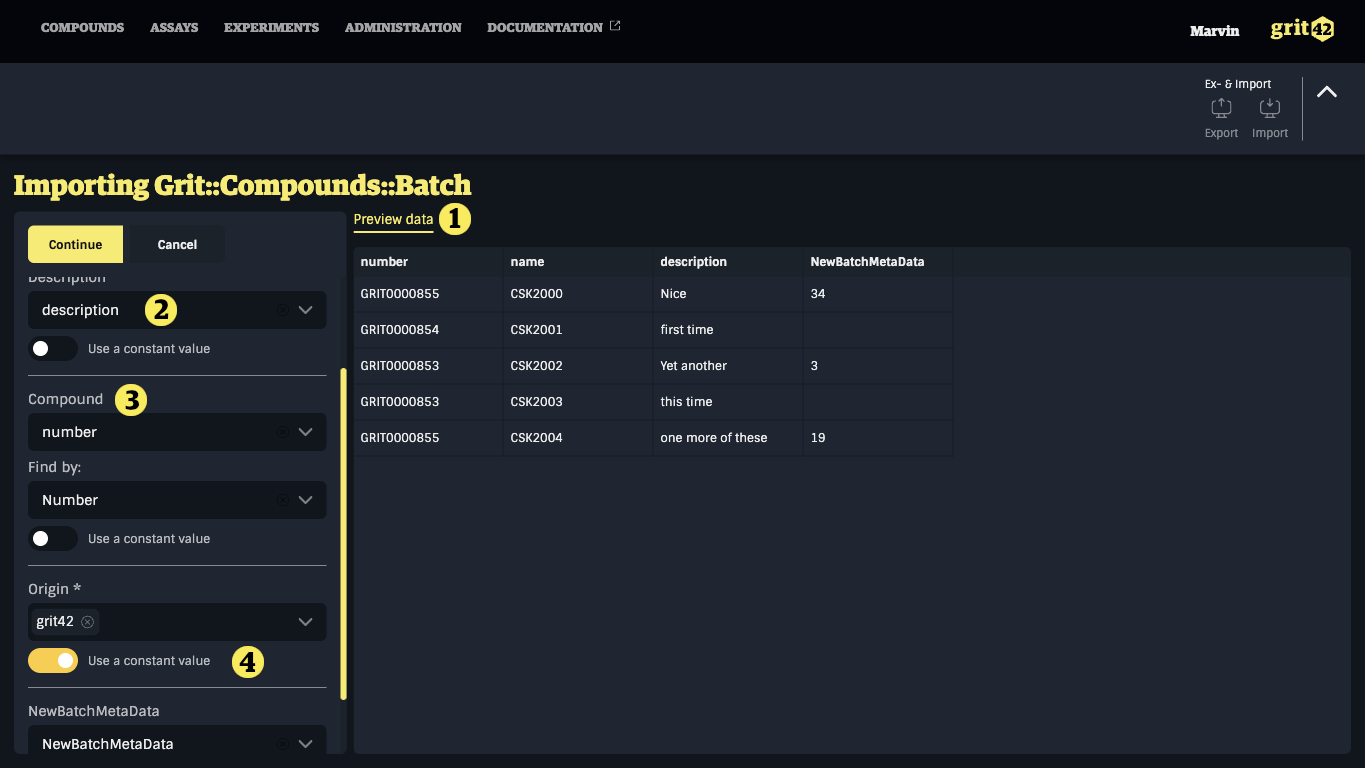 COMPOUNDS ASSAYS EXPERIMENTS ADMINISTRATION DOCUMENTATION Marvin grit42
Ex- & Import
Export Import
Importing Grit::Compounds::Batch
Continue Cancel
Description
description 2
Use a constant value
Compound 3
number
Find by:
Number
Use a constant value
Origin *
grit42
Use a constant value 4
NewBatchMetaData
NewBatchMetaData
Preview data 1
number name description NewBatchMetaData
GRIT0000855 CSK2000 Nice 34
GRIT0000854 CSK2001 first time
GRIT0000853 CSK2002 Yet another 3
GRIT0000853 CSK2003 this time
GRIT0000855 CSK2004 one more of these 19